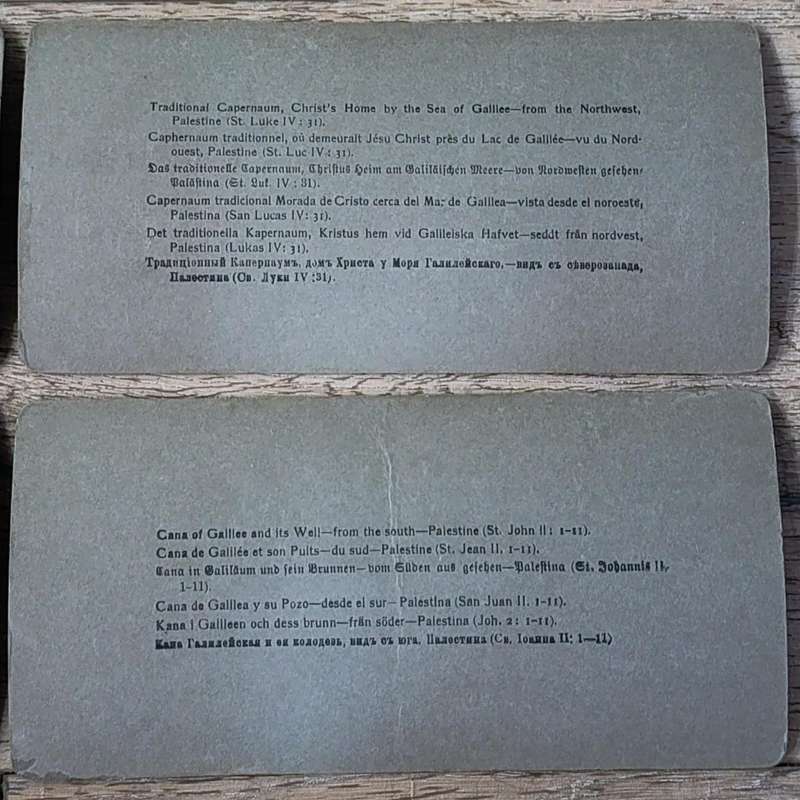 Traditional Capernaum, Christ's Home by the Sea of Galilee—from the Northwest,
Palestine (St. Luke IV: 31).
Caphernaum traditionnel, où demeurait Jésu Christ près du Lac de Galilée—vu du Nord-
ouest, Palestine (St. Luc IV: 31).
Das traditionelle Capernaum, Christus Heim am Galiläischen Meere—von Nordwesten gesehen,
Palästina (St. Luk. IV: 31).
Capernaum tradicional Morada de Cristo cerca del Mar de Galilea—vista desde el noroeste,
Palestina (San Lucas IV: 31).
Det traditionella Kapernaum, Kristus hem vid Galileiska Hafvet—seddt från nordvest,
Palestina (Lukas IV: 31).
Традиціонный Капернаумъ, домъ Христа у Моря Галилейскаго,—видъ съ сѣверозапада,
Палестина (Св. Луки IV:31).
Cana of Galilee and its Well—from the south—Palestine (St. John II: 1-11).
Cana de Galilée et son Puits—du sud—Palestine (St. Jean II. 1-11).
Cana in Galiläum und sein Brunnen—vom Süden aus gesehen—Palestina (St. Johannis II.
1-11).
Cana de Galilea y su Pozo—desde el sur—Palestina (San Juan II. 1-11).
Kana i Galileen och dess brunn—från söder—Palestina (Joh. 2: 1-11).
Кана Галилейская и ея колодезь, видъ съ юга. Палестина (Св. Іоанна II: 1—11)